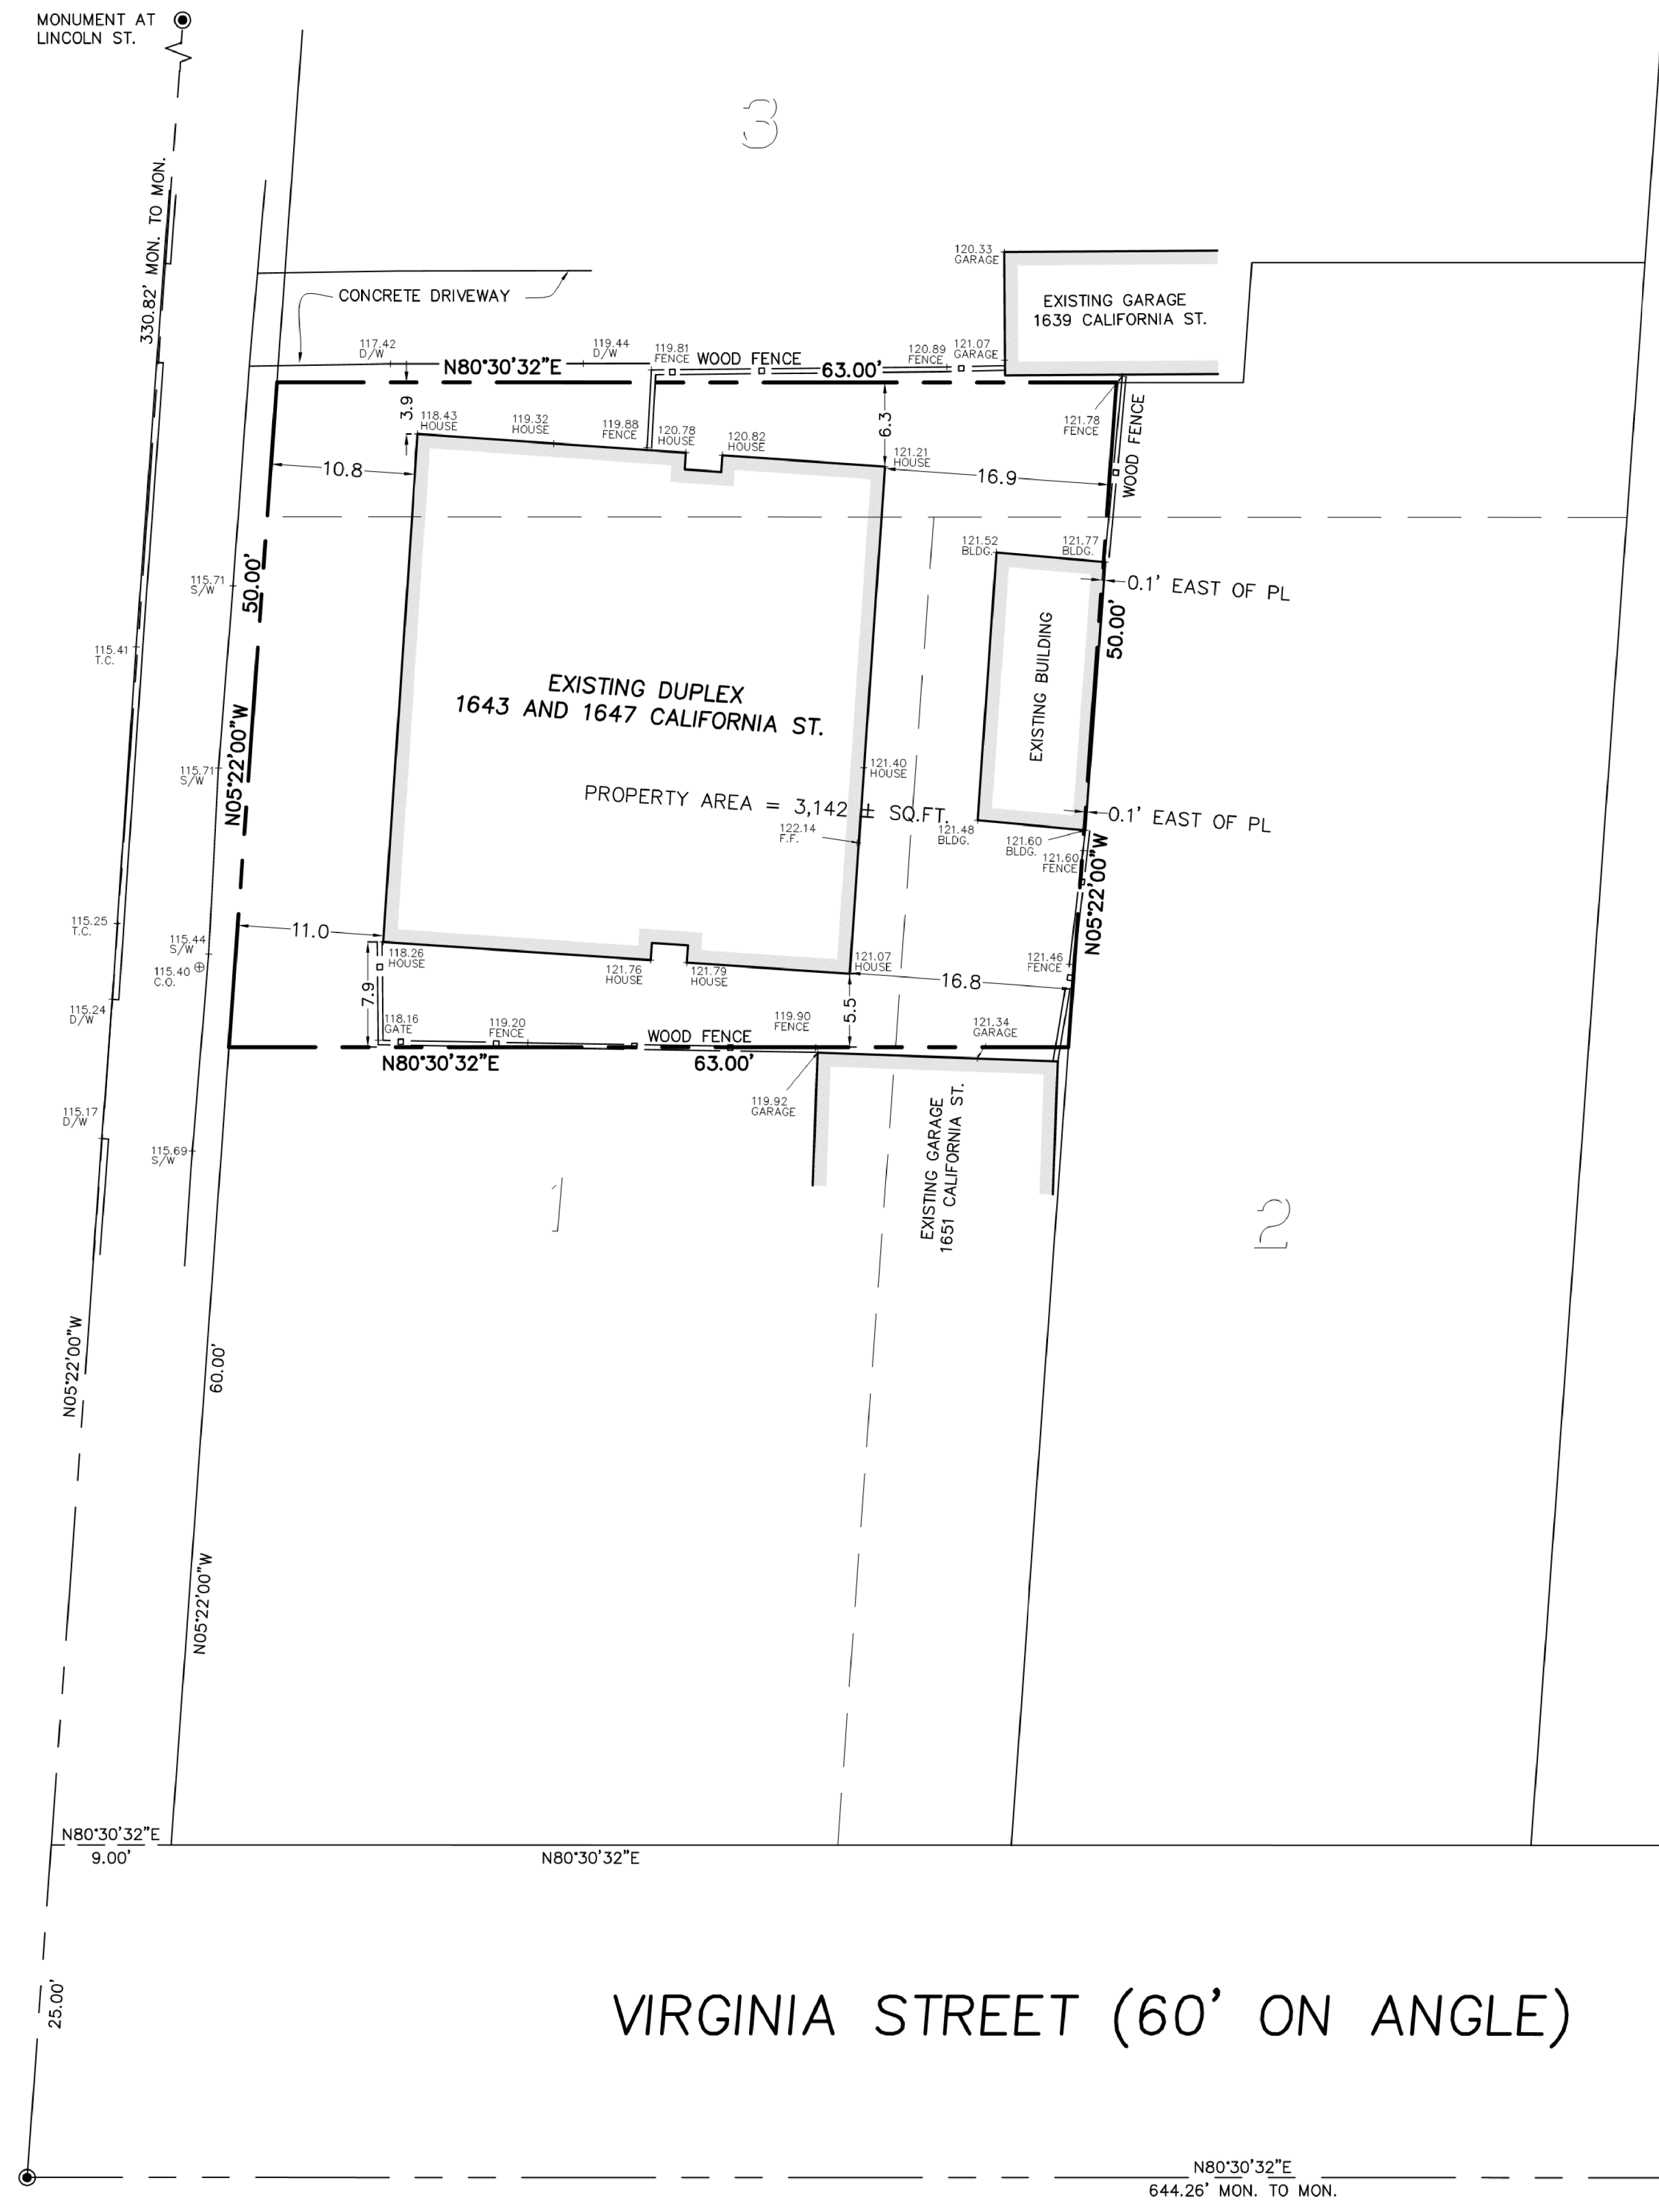 MONUMENT AT
LINCOLN ST.
3
330.82' MON. TO MON.
120.33
GARAGE
EXISTING GARAGE
1639 CALIFORNIA ST.
CONCRETE DRIVEWAY
117.42
D/W
119.44
D/W
119.81
FENCE
WOOD FENCE
120.89
FENCE
121.07
GARAGE
N80°30'32"E
63.00'
3.9
118.43
HOUSE
119.32
HOUSE
119.88
FENCE
120.78
HOUSE
120.82
HOUSE
6.3
121.21
HOUSE
121.78
FENCE
WOOD FENCE
10.8
16.9
121.52
BLDG.
121.77
BLDG.
0.1' EAST OF PL
115.71
S/W
50.00'
50.00'
115.41
T.C.
EXISTING DUPLEX
1643 AND 1647 CALIFORNIA ST.
EXISTING BUILDING
115.71
S/W
N05°22'00"W
121.40
HOUSE
PROPERTY AREA = 3,142 ± SQ.FT.
122.14
F.F.
121.48
BLDG.
0.1' EAST OF PL
121.60
BLDG.
121.60
FENCE
N05°22'00"W
115.25
T.C.
115.44
S/W
115.40
C.O.
11.0
118.26
HOUSE
121.76
HOUSE
121.79
HOUSE
121.07
HOUSE
121.46
FENCE
16.8
7.9
5.5
115.24
D/W
118.16
GATE
119.20
FENCE
WOOD FENCE
119.90
FENCE
121.34
GARAGE
N80°30'32"E
63.00'
119.92
GARAGE
115.17
D/W
115.69
S/W
EXISTING GARAGE
1651 CALIFORNIA ST.
1
2
N05°22'00"W
60.00'
N05°22'00"W
N80°30'32"E
9.00'
N80°30'32"E
25.00'
VIRGINIA STREET (60' ON ANGLE)
N80°30'32"E
644.26' MON. TO MON.